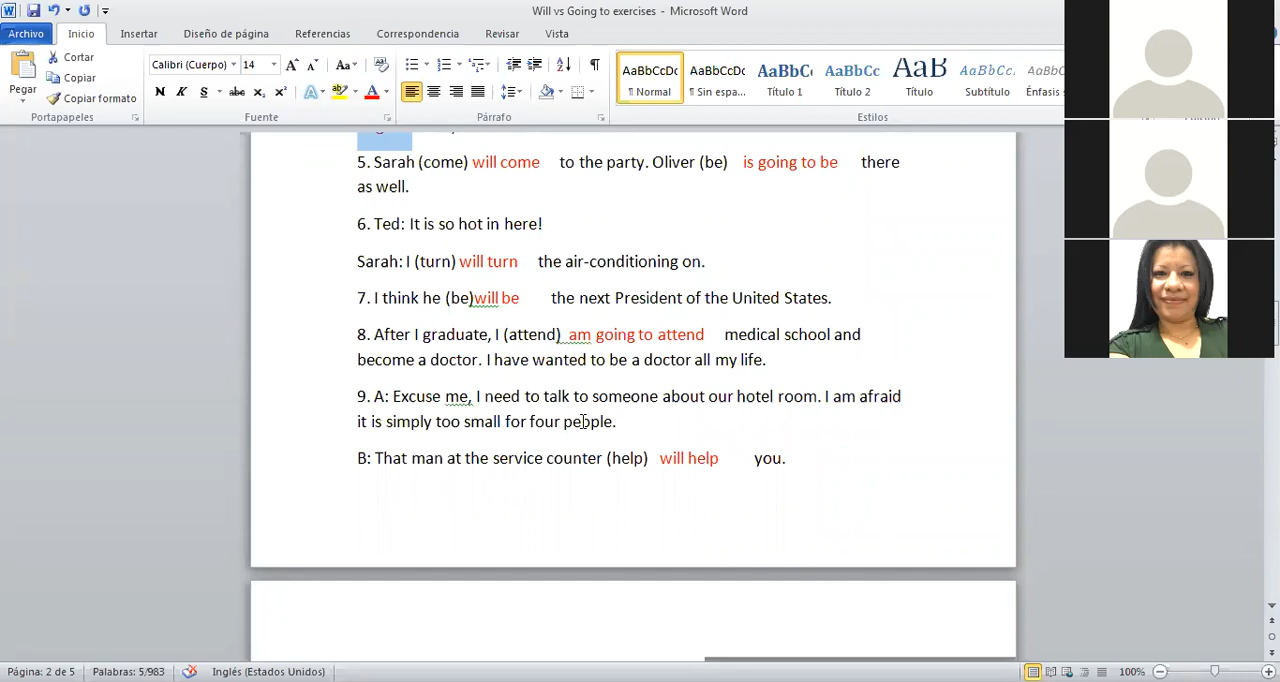 Will vs Going to exercises - Microsoft Word
Archivo Inicio Insertar Diseño de página Referencias Correspondencia Revisar Vista
Cortar
Copiar
Copiar formato
Pegar
Portapapeles
Calibri (Cuerpo) 14
N K S abc x₂ x²
Fuente
Párrafo
AaBbCcDc AaBbCcDc AaBbC AaBbCc AaB AaBbCc. AaBbCc
¶ Normal ¶ Sin espa... Título 1 Título 2 Título Subtítulo Énfasis
Estilos
5. Sarah (come) will come to the party. Oliver (be) is going to be there
as well.
6. Ted: It is so hot in here!
Sarah: I (turn) will turn the air-conditioning on.
7. I think he (be)will be the next President of the United States.
8. After I graduate, I (attend) am going to attend medical school and
become a doctor. I have wanted to be a doctor all my life.
9. A: Excuse me, I need to talk to someone about our hotel room. I am afraid
it is simply too small for four people.
B: That man at the service counter (help) will help you.
Página: 2 de 5 Palabras: 5/983 Inglés (Estados Unidos) 100%